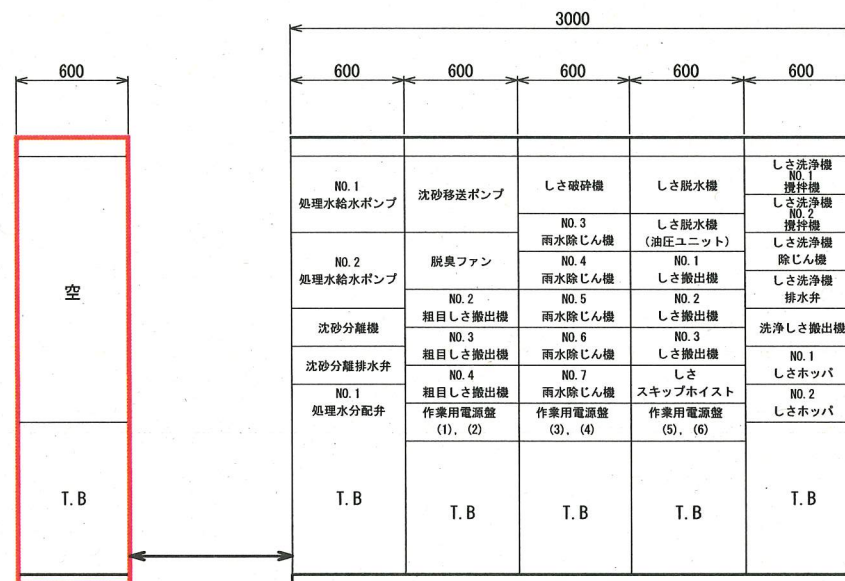 3000
600
600
600
600
600
600
空
T.B
NO.1
処理水給水ポンプ
NO.2
処理水給水ポンプ
沈砂分離機
沈砂分離排水弁
NO.1
処理水分配弁
T.B
沈砂移送ポンプ
脱臭ファン
NO.2
粗目しさ搬出機
NO.3
粗目しさ搬出機
NO.4
粗目しさ搬出機
作業用電源盤
(1), (2)
T.B
しさ破砕機
NO.3
雨水除じん機
NO.4
雨水除じん機
NO.5
雨水除じん機
NO.6
雨水除じん機
NO.7
雨水除じん機
作業用電源盤
(3), (4)
T.B
しさ脱水機
しさ脱水機
(油圧ユニット)
NO.1
しさ搬出機
NO.2
しさ搬出機
NO.3
しさ搬出機
しさ
スキップホイスト
作業用電源盤
(5), (6)
T.B
しさ洗浄機
NO.1
攪拌機
しさ洗浄機
NO.2
攪拌機
しさ洗浄機
除じん機
しさ洗浄機
排水弁
洗浄しさ搬出機
NO.1
しさホッパ
NO.2
しさホッパ
T.B